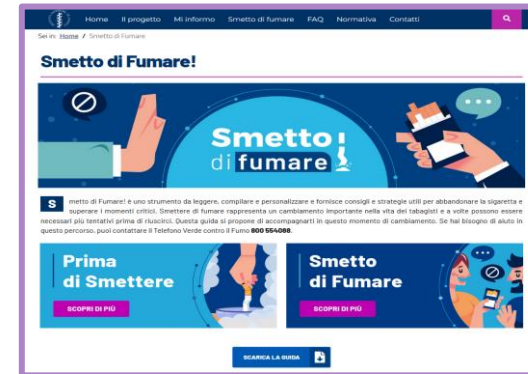 Home Il progetto Mi informo Smetto di fumare FAQ Normativa Contatti
Sei in: Home / Smetto di Fumare
Smetto di Fumare!
Smetto!
di fumare
Smetto di Fumare! è uno strumento da leggere, compilare e personalizzare e fornisce consigli e strategie utili per abbandonare la sigaretta e
superare i momenti critici. Smettere di fumare rappresenta un cambiamento importante nella vita dei tabagisti e a volte possono essere
necessari più tentativi prima di riuscirci. Questa guida si propone di accompagnarti in questo momento di cambiamento. Se hai bisogno di aiuto in
questo percorso, puoi contattare il Telefono Verde contro il Fumo 800 554088.
Prima
di Smettere
SCOPRI DI PIÙ
Smetto
di Fumare
SCOPRI DI PIÙ
SCARICA LA GUIDA